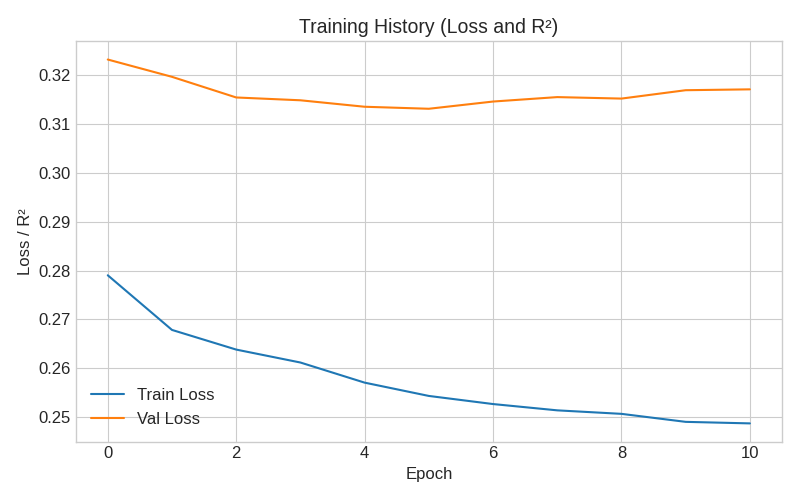 Training History (Loss and R²)
0.32
0.31
0.30
0.29
0.28
0.27
0.26
0.25
Loss / R²
Train Loss
Val Loss
0 2 4 6 8 10
Epoch